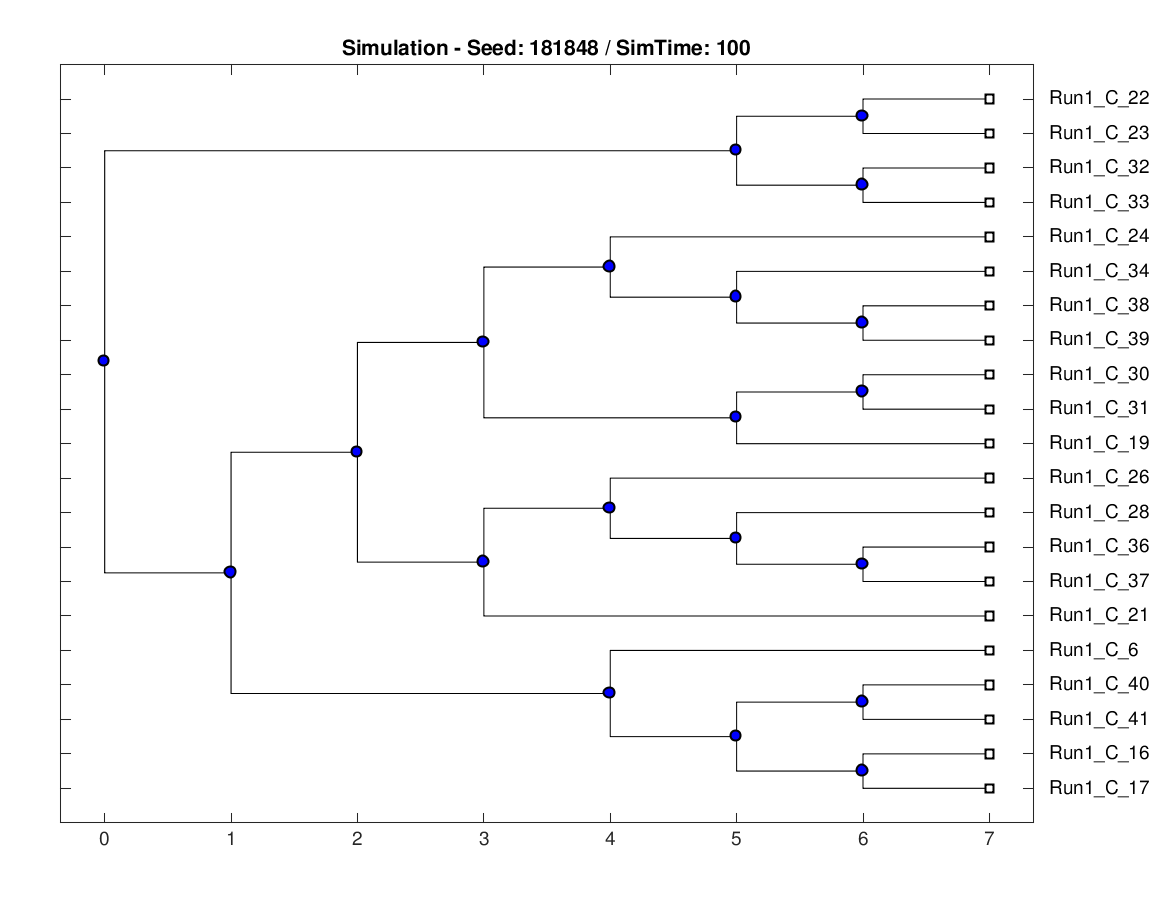 Simulation - Seed: 181848 / SimTime: 100
Run1_C_22
Run1_C_23
Run1_C_32
Run1_C_33
Run1_C_24
Run1_C_34
Run1_C_38
Run1_C_39
Run1_C_30
Run1_C_31
Run1_C_19
Run1_C_26
Run1_C_28
Run1_C_36
Run1_C_37
Run1_C_21
Run1_C_6
Run1_C_40
Run1_C_41
Run1_C_16
Run1_C_17
0 1 2 3 4 5 6 7